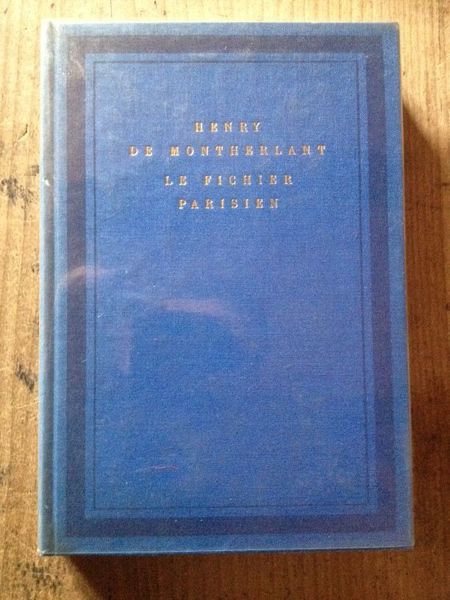 HENRY
DE MONTHERLANT
LE FICHIER
PARISIEN